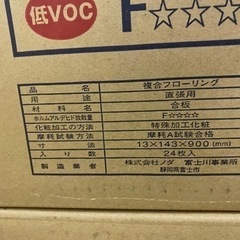 低VOC F☆☆☆
品名 複合フローリング
用途 直張用
材料名 合板
ホルムアルデヒド放散量 F☆☆☆☆
化粧加工の方法 特殊加工化粧
摩耗試験の方法 摩耗A試験合格
寸法 13×143×900(mm)
入り数 24枚入
製造業者 株式会社ノダ 富士川事業所
静岡県富士市